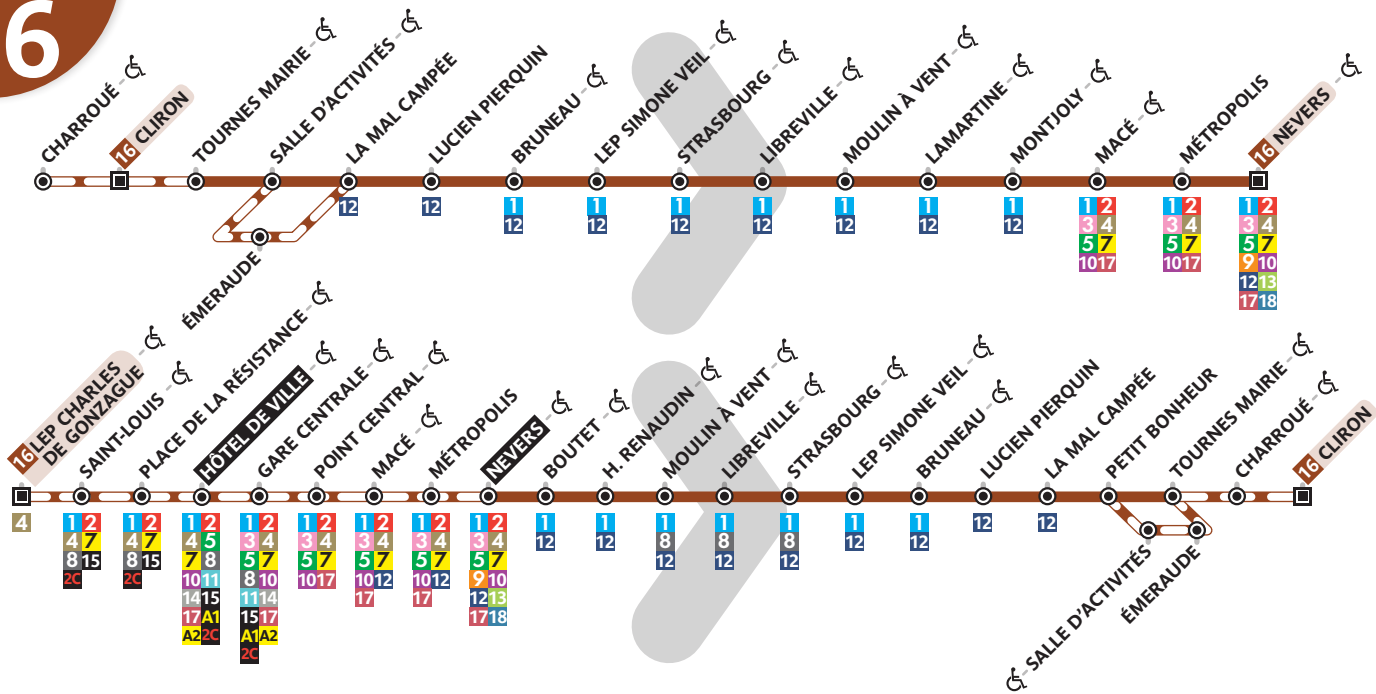 6
CHARROUÉ
16 CLIRON
TOURNES MAIRIE
SALLE D'ACTIVITÉS
LA MAL CAMPÉE
LUCIEN PIERQUIN
BRUNEAU
LEP SIMONE VEIL
STRASBOURG
LIBREVILLE
MOULIN À VENT
LAMARTINE
MONTJOLY
MACÉ
MÉTROPOLIS
16 NEVERS
12
12
1
12
1
12
1
12
1
12
1
12
1
12
1
12
1 2
3 4
5 7
10 17
1 2
3 4
5 7
10 17
1 2
3 4
5 7
9 10
12 13
17 18
ÉMERAUDE
16 LEP CHARLES
DE GONZAGUE
SAINT-LOUIS
PLACE DE LA RÉSISTANCE
HÔTEL DE VILLE
GARE CENTRALE
POINT CENTRAL
MACÉ
MÉTROPOLIS
NEVERS
BOUTET
H. RENAUDIN
MOULIN À VENT
LIBREVILLE
STRASBOURG
LEP SIMONE VEIL
BRUNEAU
LUCIEN PIERQUIN
LA MAL CAMPÉE
PETIT BONHEUR
TOURNES MAIRIE
CHARROUÉ
16 CLIRON
4
1 2
4 7
8 15
2C
1 2
4 7
8 15
2C
1 2
4 5
7 8
10 11
14 15
17 A1
A2 2C
1 2
3 4
5 7
8 10
11 14
15 17
A1 A2
2C
1 2
3 4
5 7
10 17
1 2
3 4
5 7
10 12
17
1 2
3 4
5 7
10 12
17
1 2
3 4
5 7
9 10
12 13
17 18
1
12
1
12
1
8
12
1
8
12
1
8
12
1
12
1
12
12
12
SALLE D'ACTIVITÉS
ÉMERAUDE